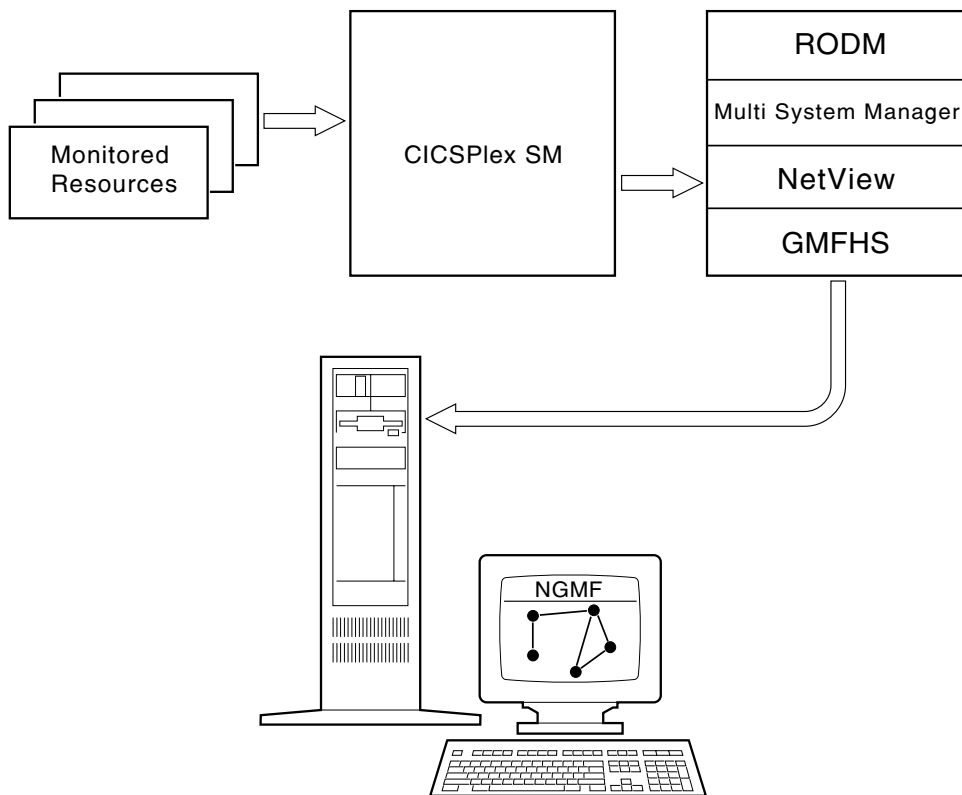 Monitored
Resources
CICSPlex SM
RODM
Multi System Manager
NetView
GMFHS
NGMF